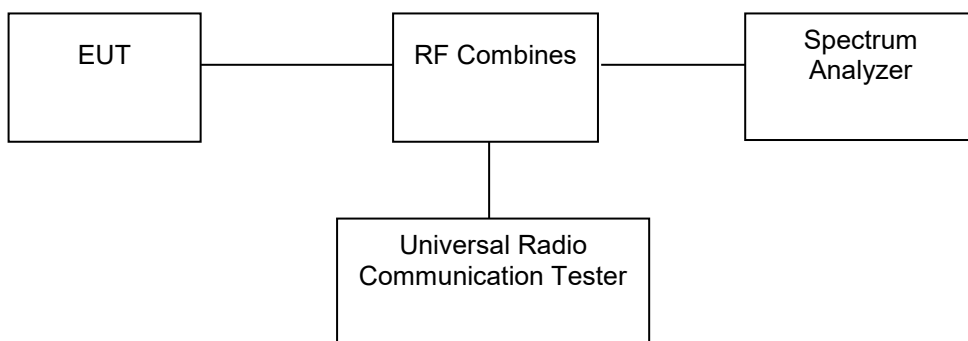 EUT
RF Combines
Spectrum
Analyzer
Universal Radio
Communication Tester